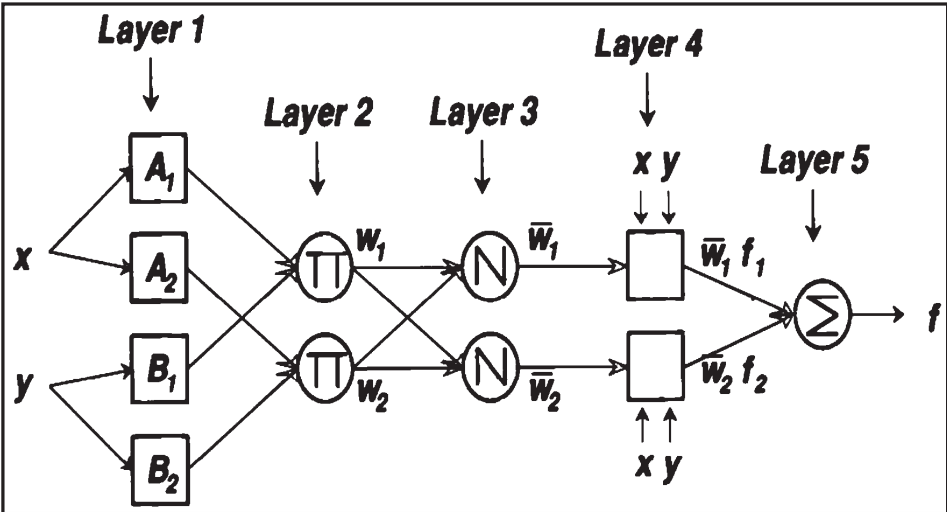 Layer 1
Layer 2
Layer 3
Layer 4
Layer 5
x
y
A₁
A₂
B₁
B₂
Π
Π
w₁
w₂
N
N
w̅₁
w̅₂
x y
x y
w̅₁ f₁
w̅₂ f₂
Σ
f